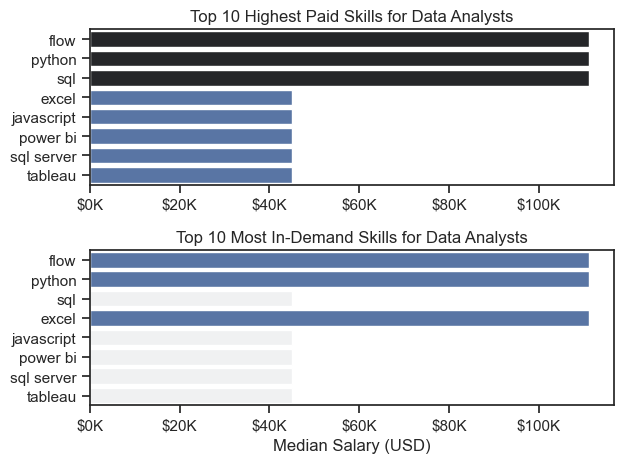 Top 10 Highest Paid Skills for Data Analysts
flow
python
sql
excel
javascript
power bi
sql server
tableau
$0K $20K $40K $60K $80K $100K
Top 10 Most In-Demand Skills for Data Analysts
flow
python
sql
excel
javascript
power bi
sql server
tableau
$0K $20K $40K $60K $80K $100K
Median Salary (USD)